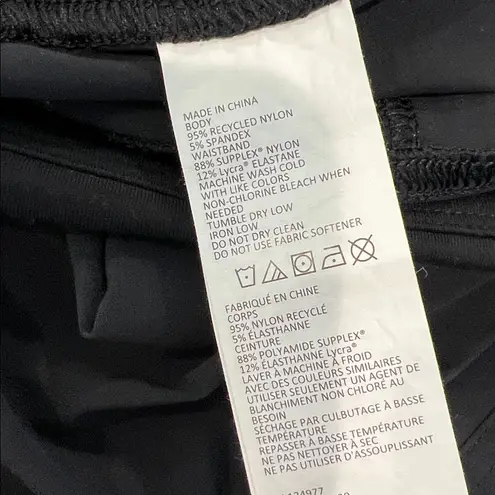 MADE IN CHINA
BODY
95% RECYCLED NYLON
5% SPANDEX
WAISTBAND
88% SUPPLEX® NYLON
12% Lycra® ELASTANE
MACHINE WASH COLD
WITH LIKE COLORS
NON-CHLORINE BLEACH WHEN
NEEDED
TUMBLE DRY LOW
IRON LOW
DO NOT DRY CLEAN
DO NOT USE FABRIC SOFTENER
FABRIQUÉ EN CHINE
CORPS
95% NYLON RECYCLÉ
5% ÉLASTHANNE
CEINTURE
88% POLYAMIDE SUPPLEX®
12% ÉLASTHANNE Lycra®
LAVER À MACHINE À FROID
AVEC DES COULEURS SIMILAIRES
UTILISER SEULEMENT UN AGENT DE
BLANCHIMENT NON CHLORÉ AU
BESOIN
SÉCHAGE PAR CULBUTAGE À BASSE
TEMPÉRATURE
REPASSER À BASSE TEMPÉRATURE
NE PAS NETTOYER À SEC
NE PAS UTILISER D'ASSOUPLISSANT